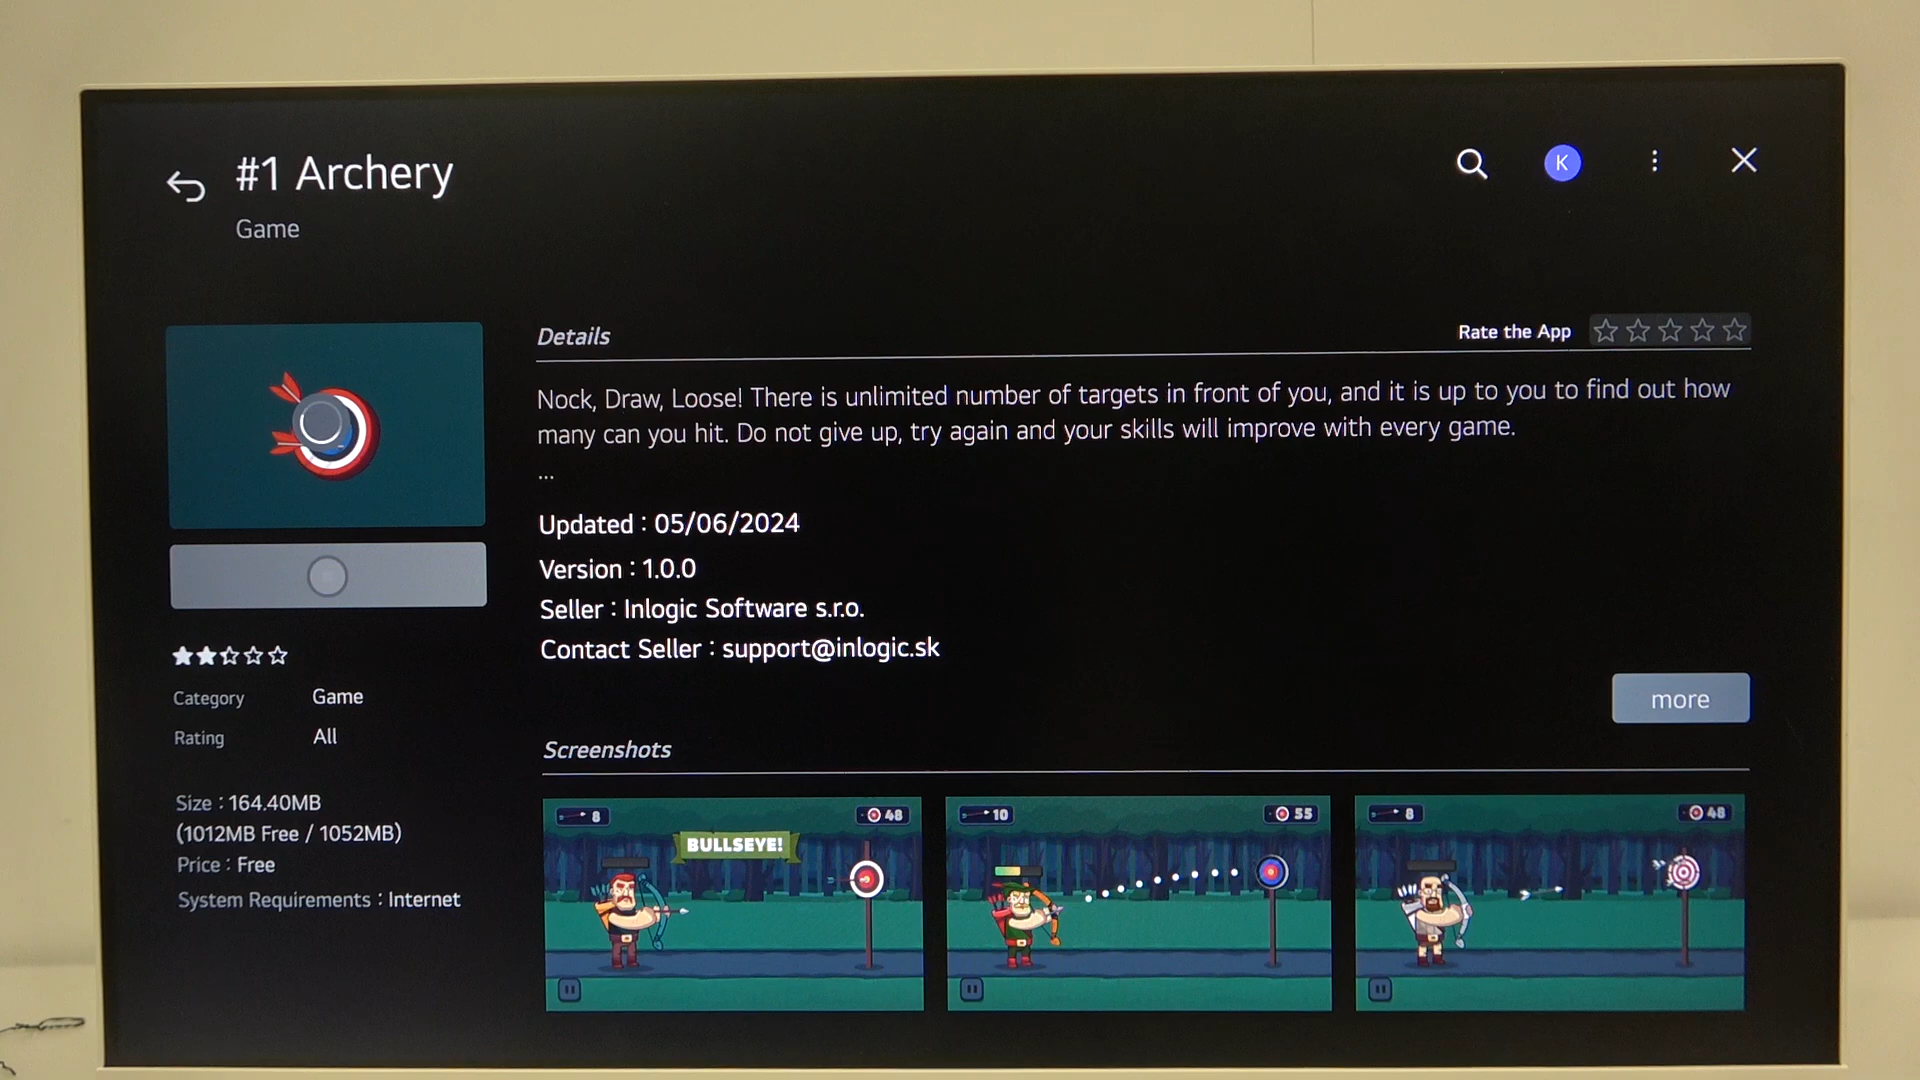 #1 Archery
K
Game
Details
Rate the App
Nock, Draw, Loose! There is unlimited number of targets in front of you, and it is up to you to find out how
many can you hit. Do not give up, try again and your skills will improve with every game.
...
Updated : 05/06/2024
Version : 1.0.0
Seller : Inlogic Software s.r.o.
Contact Seller : support@inlogic.sk
more
Category Game
Rating All
Size : 164.40MB
(1012MB Free / 1052MB)
Price : Free
System Requirements : Internet
Screenshots
8
48
BULLSEYE!
10
55
8
48